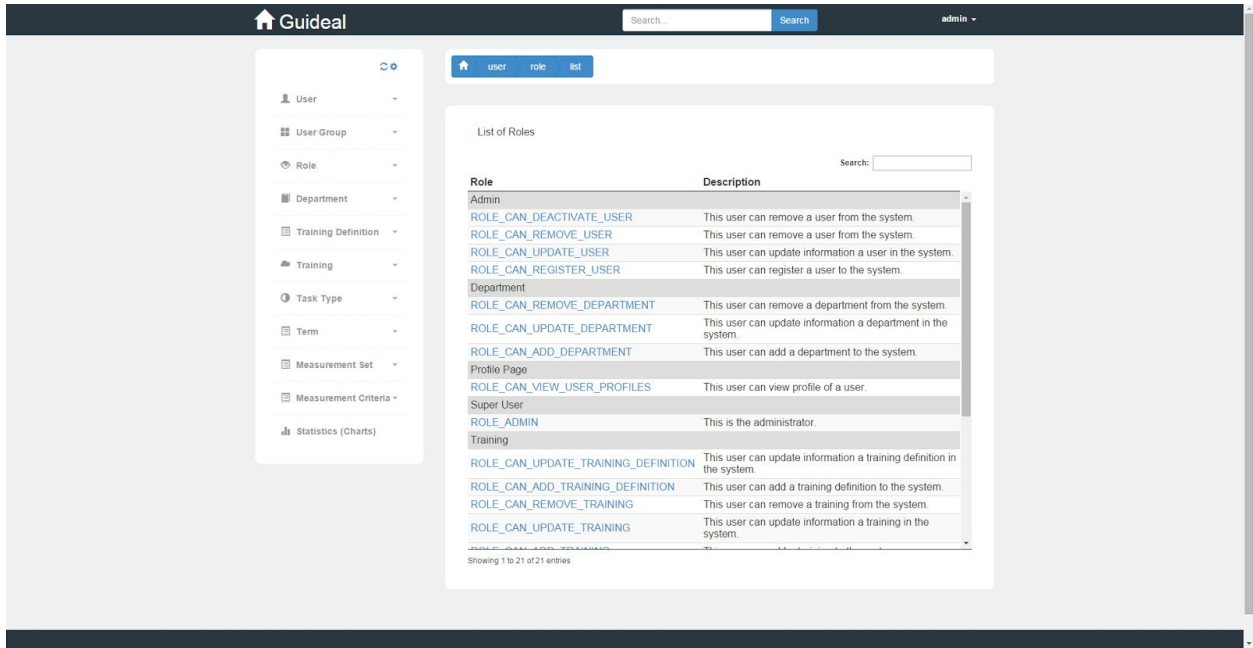 Guideal
Search...
Search
admin
user role list
User
User Group
Role
Department
Training Definition
Training
Task Type
Term
Measurement Set
Measurement Criteria
Statistics (Charts)
List of Roles
Search:
Role Description
Admin
ROLE_CAN_DEACTIVATE_USER This user can remove a user from the system.
ROLE_CAN_REMOVE_USER This user can remove a user from the system.
ROLE_CAN_UPDATE_USER This user can update information a user in the system.
ROLE_CAN_REGISTER_USER This user can register a user to the system.
Department
ROLE_CAN_REMOVE_DEPARTMENT This user can remove a department from the system.
ROLE_CAN_UPDATE_DEPARTMENT This user can update information a department in the
system.
ROLE_CAN_ADD_DEPARTMENT This user can add a department to the system.
Profile Page
ROLE_CAN_VIEW_USER_PROFILES This user can view profile of a user.
Super User
ROLE_ADMIN This is the administrator.
Training
ROLE_CAN_UPDATE_TRAINING_DEFINITION This user can update information a training definition in
the system.
ROLE_CAN_ADD_TRAINING_DEFINITION This user can add a training definition to the system.
ROLE_CAN_REMOVE_TRAINING This user can remove a training from the system.
ROLE_CAN_UPDATE_TRAINING This user can update information a training in the
system.
Showing 1 to 21 of 21 entries